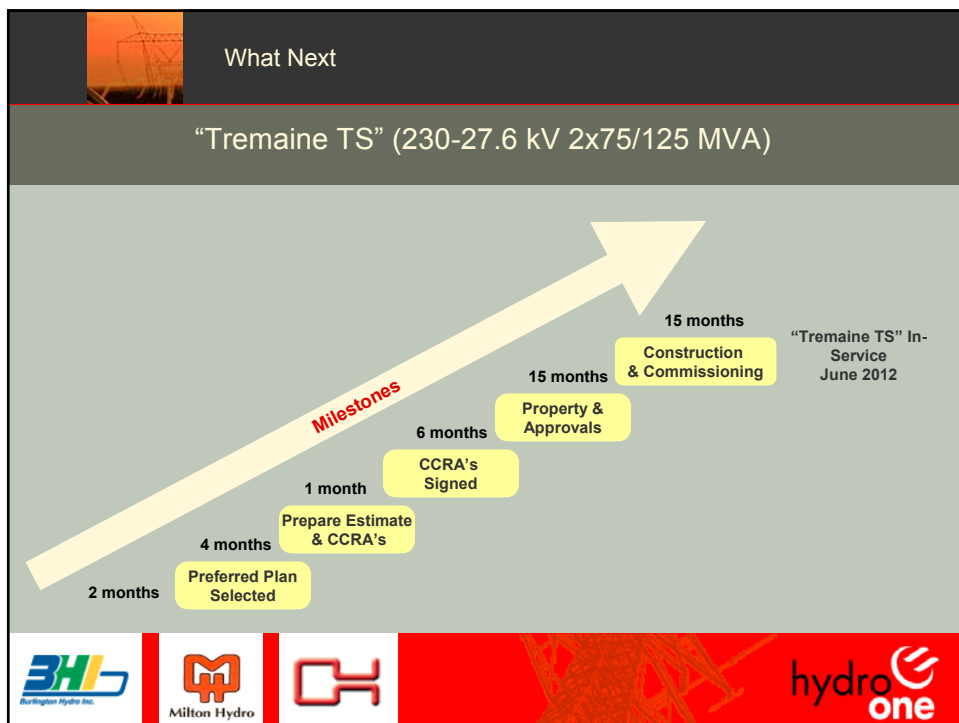 What Next
“Tremaine TS” (230-27.6 kV 2x75/125 MVA)
Milestones
15 months
Construction
& Commissioning
“Tremaine TS” In-
Service
June 2012
15 months
Property &
Approvals
6 months
CCRA’s
Signed
1 month
Prepare Estimate
& CCRA’s
4 months
Preferred Plan
Selected
2 months
BHI
Burlington Hydro Inc.
Milton Hydro
hydro
one